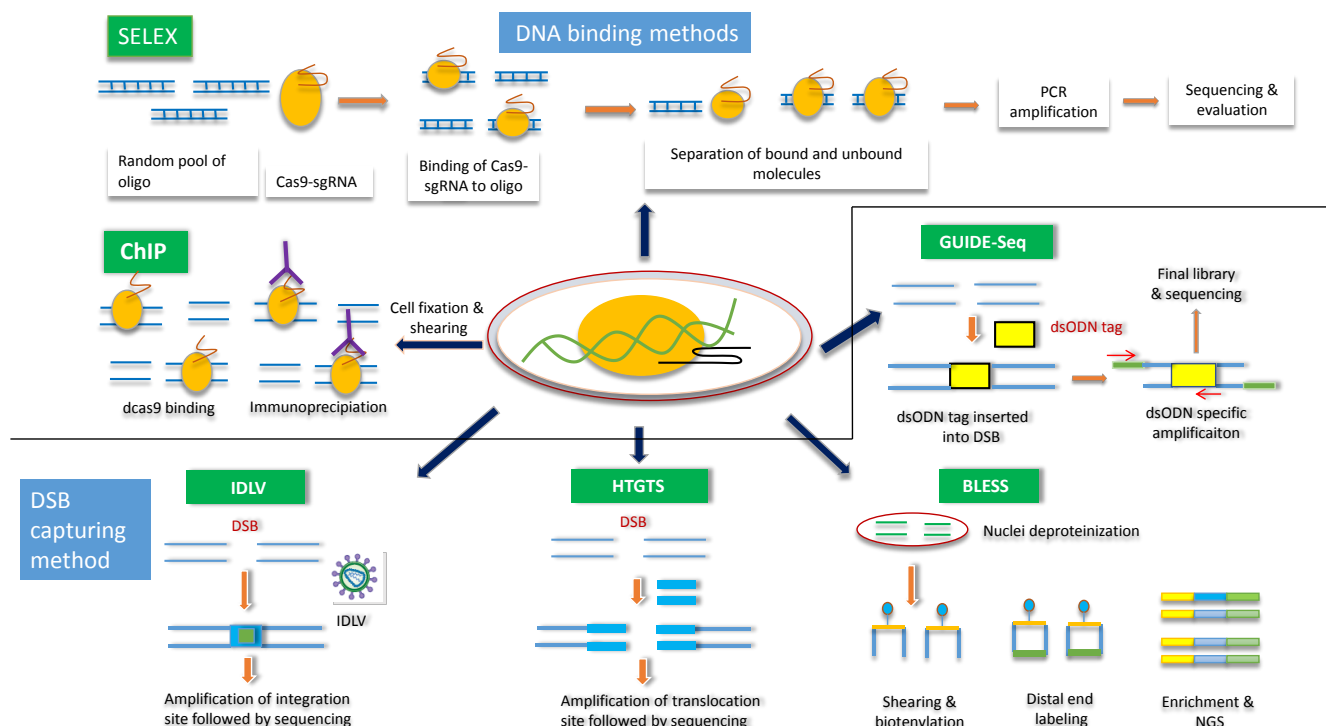 SELEX
DNA binding methods
Random pool of
oligo
Cas9-sgRNA
Binding of Cas9-
sgRNA to oligo
Separation of bound and unbound
molecules
PCR
amplification
Sequencing &
evaluation
ChIP
Cell fixation &
shearing
dcas9 binding
Immunoprecipiation
GUIDE-Seq
Final library
& sequencing
dsODN tag
dsODN tag inserted
into DSB
dsODN specific
amplificaiton
DSB
capturing
method
IDLV
DSB
IDLV
Amplification of integration
site followed by sequencing
HTGTS
DSB
Amplification of translocation
site followed by sequencing
BLESS
Nuclei deproteinization
Shearing &
biotenylation
Distal end
labeling
Enrichment &
NGS